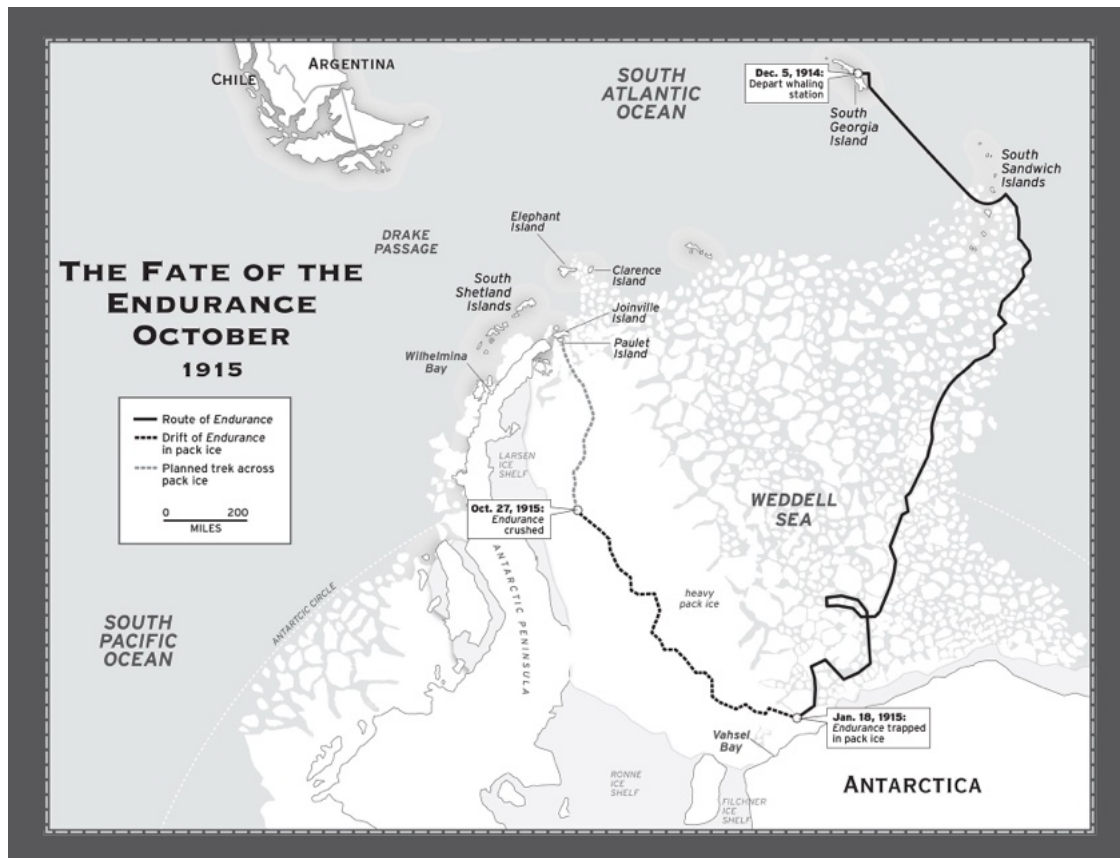 CHILE
ARGENTINA
SOUTH
ATLANTIC
OCEAN
Dec. 5, 1914:
Depart whaling
station
South
Georgia
Island
South
Sandwich
Islands
Elephant
Island
DRAKE
PASSAGE
Clarence
Island
South
Shetland
Islands
Joinville
Island
Paulet
Island
Wilhelmina
Bay
THE FATE OF THE
ENDURANCE
OCTOBER
1915
Route of Endurance
Drift of Endurance
in pack ice
Planned trek across
pack ice
0 200
MILES
LARSEN
ICE
SHELF
WEDDELL
SEA
Oct. 27, 1915:
Endurance
crushed
ANTARCTIC PENINSULA
heavy
pack ice
ANTARTCIC CIRCLE
SOUTH
PACIFIC
OCEAN
Jan. 18, 1915:
Endurance trapped
in pack ice
Vahsel
Bay
RONNE
ICE
SHELF
FILCHNER
ICE
SHELF
ANTARCTICA